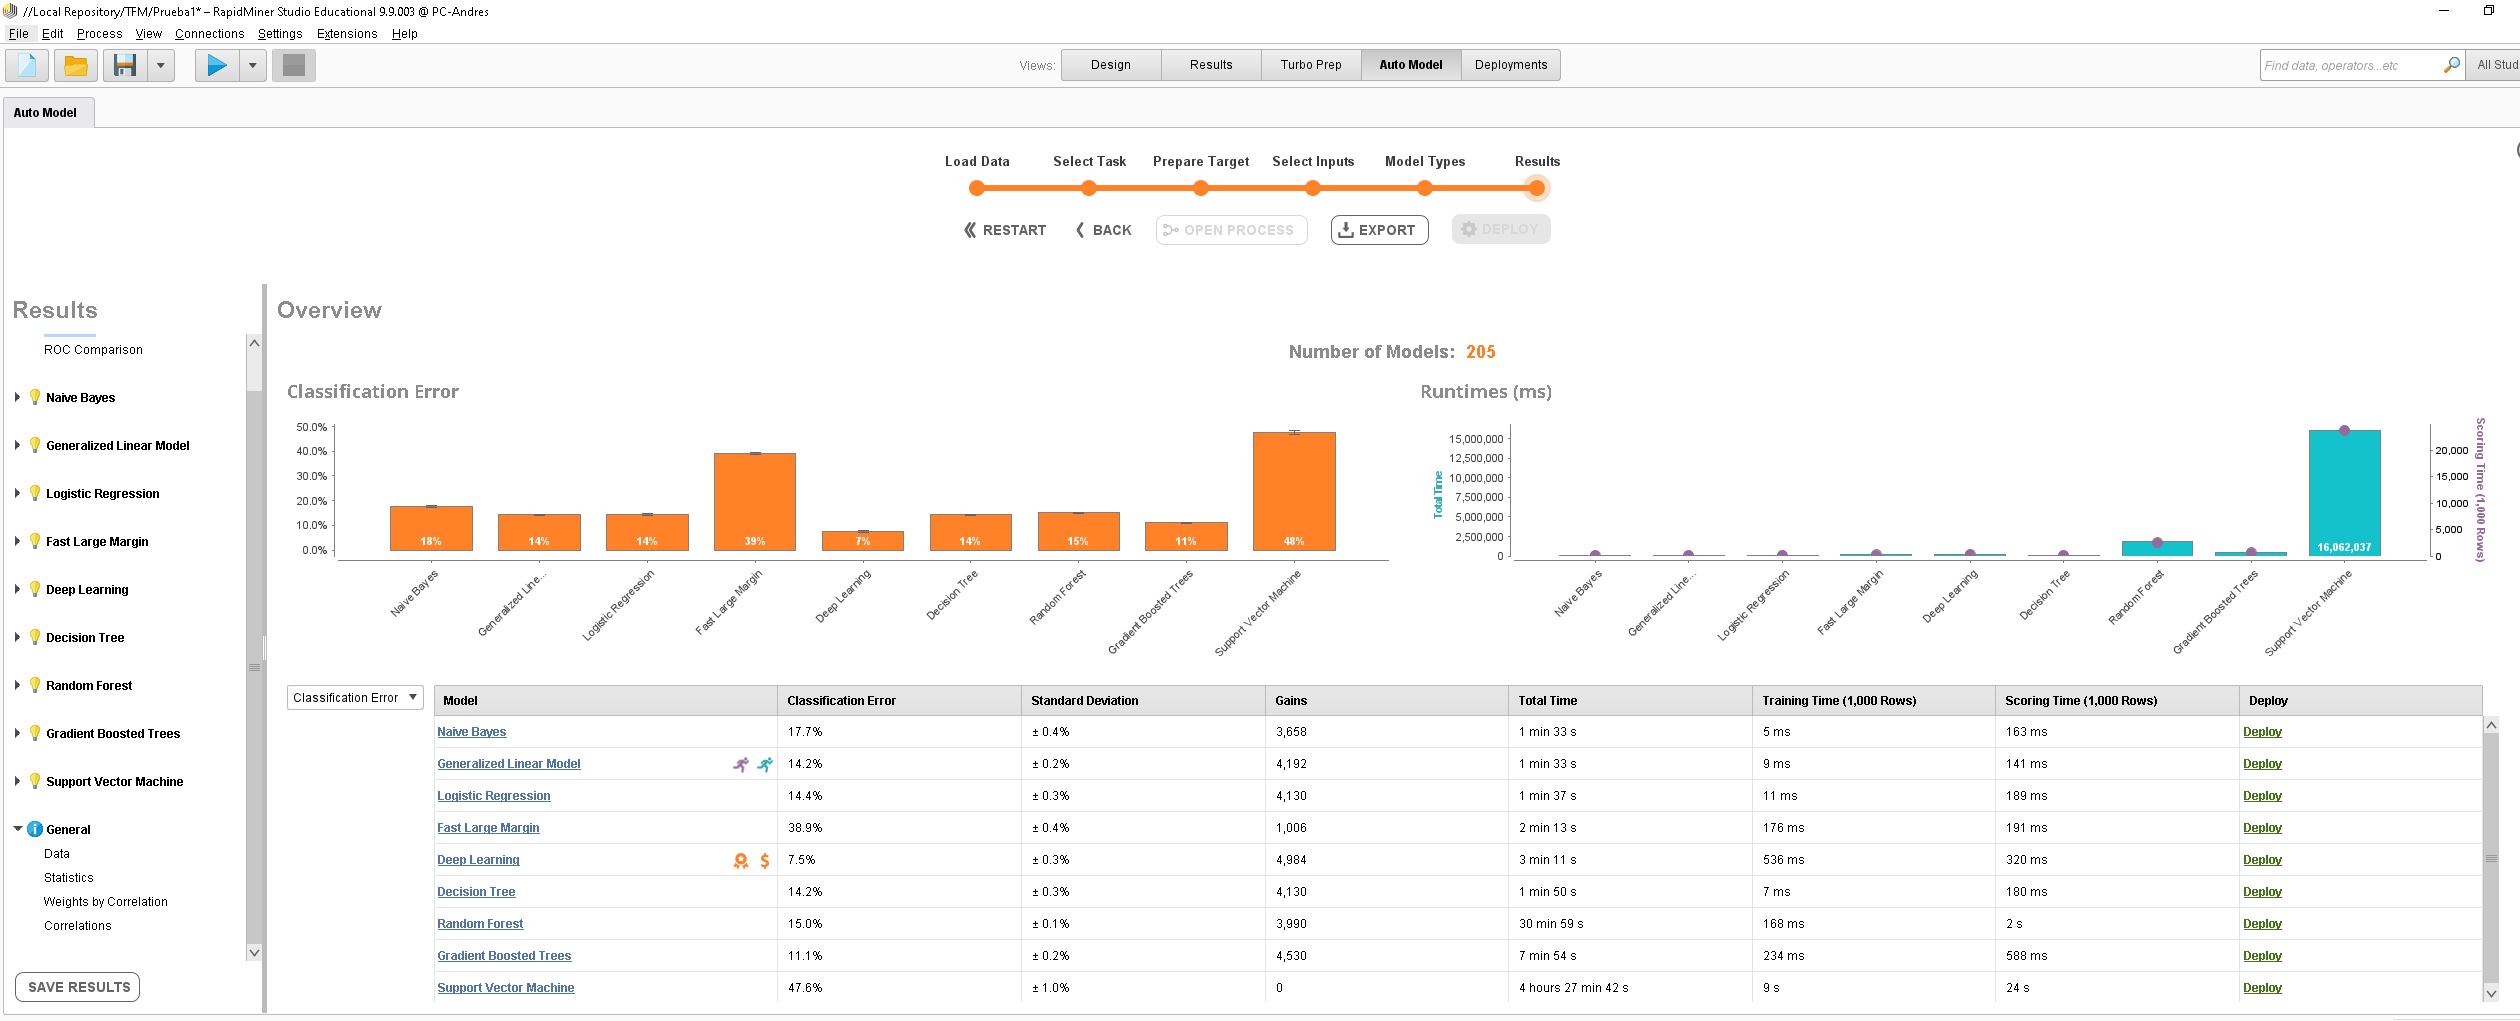 //Local Repository/TFM/Prueba1* – RapidMiner Studio Educational 9.9.003 @ PC-Andres
File Edit Process View Connections Settings Extensions Help
Views: Design Results Turbo Prep Auto Model Deployments
Find data, operators...etc All Stud
Auto Model
Load Data Select Task Prepare Target Select Inputs Model Types Results
RESTART BACK OPEN PROCESS EXPORT DEPLOY
Results
ROC Comparison
Naive Bayes
Generalized Linear Model
Logistic Regression
Fast Large Margin
Deep Learning
Decision Tree
Random Forest
Gradient Boosted Trees
Support Vector Machine
General
Data
Statistics
Weights by Correlation
Correlations
SAVE RESULTS
Overview
Number of Models: 205
Classification Error
50.0%
40.0%
30.0%
20.0%
10.0%
0.0%
18% 14% 14% 39% 7% 14% 15% 11% 48%
Naive Bayes
Generalized Line...
Logistic Regression
Fast Large Margin
Deep Learning
Decision Tree
Random Forest
Gradient Boosted Trees
Support Vector Machine
Runtimes (ms)
Total Time
15,000,000
12,500,000
10,000,000
7,500,000
5,000,000
2,500,000
0
16,062,037
20,000
15,000
10,000
5,000
0
Scoring Time (1,000 Rows)
Naive Bayes
Generalized Line...
Logistic Regression
Fast Large Margin
Deep Learning
Decision Tree
Random Forest
Gradient Boosted Trees
Support Vector Machine
Classification Error
Model Classification Error Standard Deviation Gains Total Time Training Time (1,000 Rows) Scoring Time (1,000 Rows) Deploy
Naive Bayes 17.7% ± 0.4% 3,658 1 min 33 s 5 ms 163 ms Deploy
Generalized Linear Model 14.2% ± 0.2% 4,192 1 min 33 s 9 ms 141 ms Deploy
Logistic Regression 14.4% ± 0.3% 4,130 1 min 37 s 11 ms 189 ms Deploy
Fast Large Margin 38.9% ± 0.4% 1,006 2 min 13 s 176 ms 191 ms Deploy
Deep Learning $ 7.5% ± 0.3% 4,984 3 min 11 s 536 ms 320 ms Deploy
Decision Tree 14.2% ± 0.3% 4,130 1 min 50 s 7 ms 180 ms Deploy
Random Forest 15.0% ± 0.1% 3,990 30 min 59 s 168 ms 2 s Deploy
Gradient Boosted Trees 11.1% ± 0.2% 4,530 7 min 54 s 234 ms 588 ms Deploy
Support Vector Machine 47.6% ± 1.0% 0 4 hours 27 min 42 s 9 s 24 s Deploy